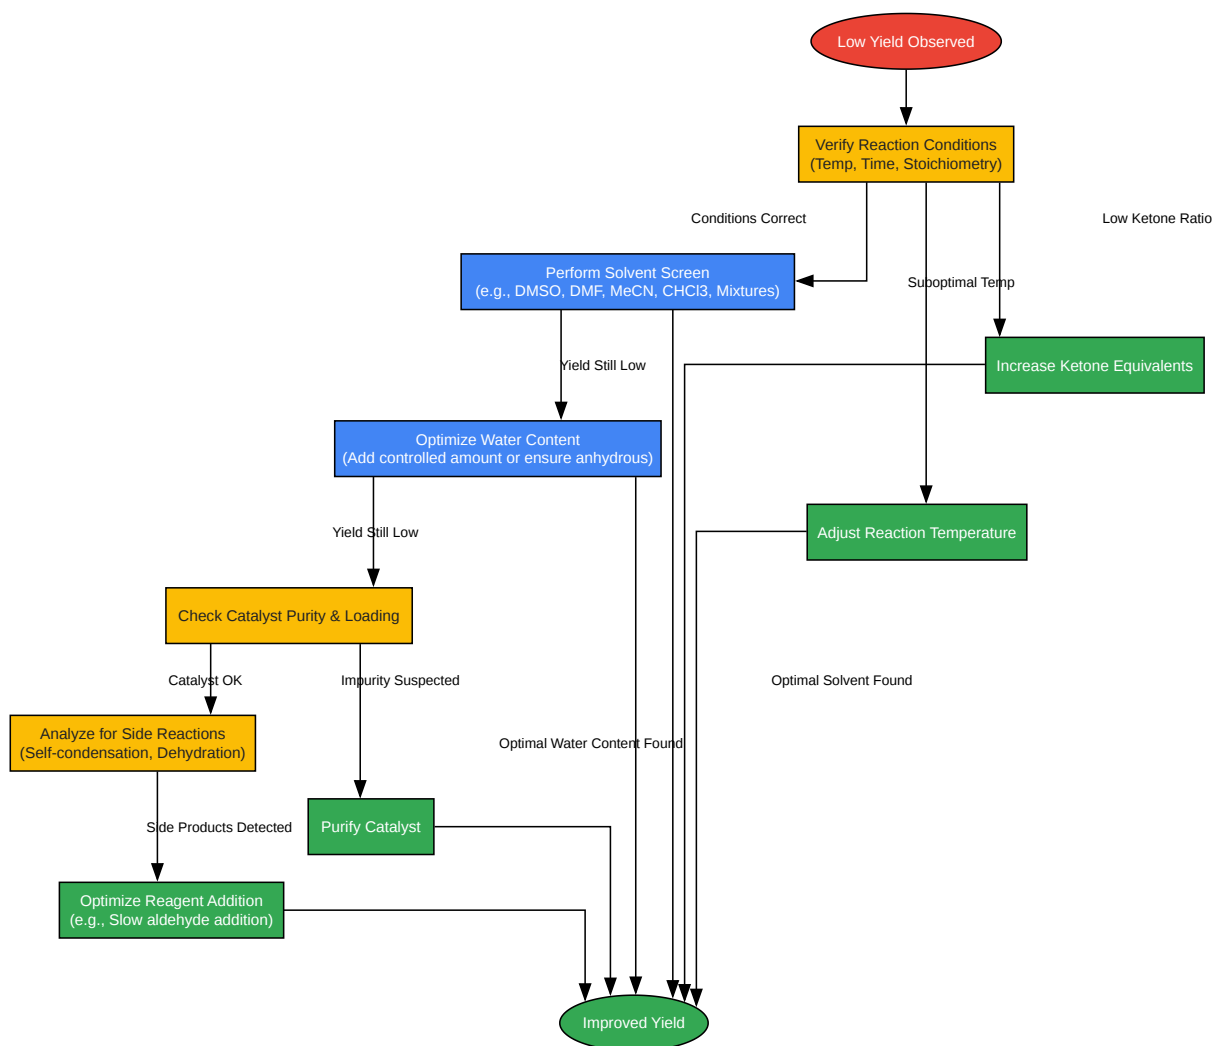 Low Yield Observed
Verify Reaction Conditions
(Temp, Time, Stoichiometry)
Conditions Correct
Low Ketone Ratio
Perform Solvent Screen
(e.g., DMSO, DMF, MeCN, CHCl3, Mixtures)
Suboptimal Temp
Yield Still Low
Increase Ketone Equivalents
Optimize Water Content
(Add controlled amount or ensure anhydrous)
Yield Still Low
Adjust Reaction Temperature
Check Catalyst Purity & Loading
Catalyst OK
Impurity Suspected
Optimal Solvent Found
Analyze for Side Reactions
(Self-condensation, Dehydration)
Optimal Water Content Found
Side Products Detected
Purify Catalyst
Optimize Reagent Addition
(e.g., Slow aldehyde addition)
Improved Yield